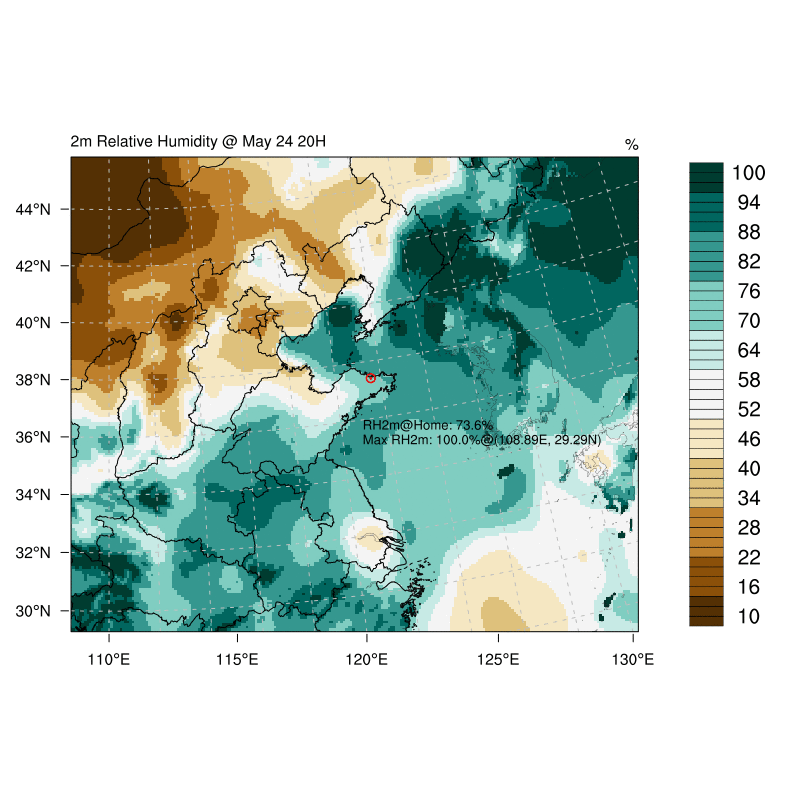 2m Relative Humidity @ May 24 20H
%
100
94
88
82
76
70
64
58
52
46
40
34
28
22
16
10
44°N
42°N
40°N
38°N
36°N
34°N
32°N
30°N
RH2m@Home: 73.6%
Max RH2m: 100.0%@(108.89E, 29.29N)
110°E 115°E 120°E 125°E 130°E